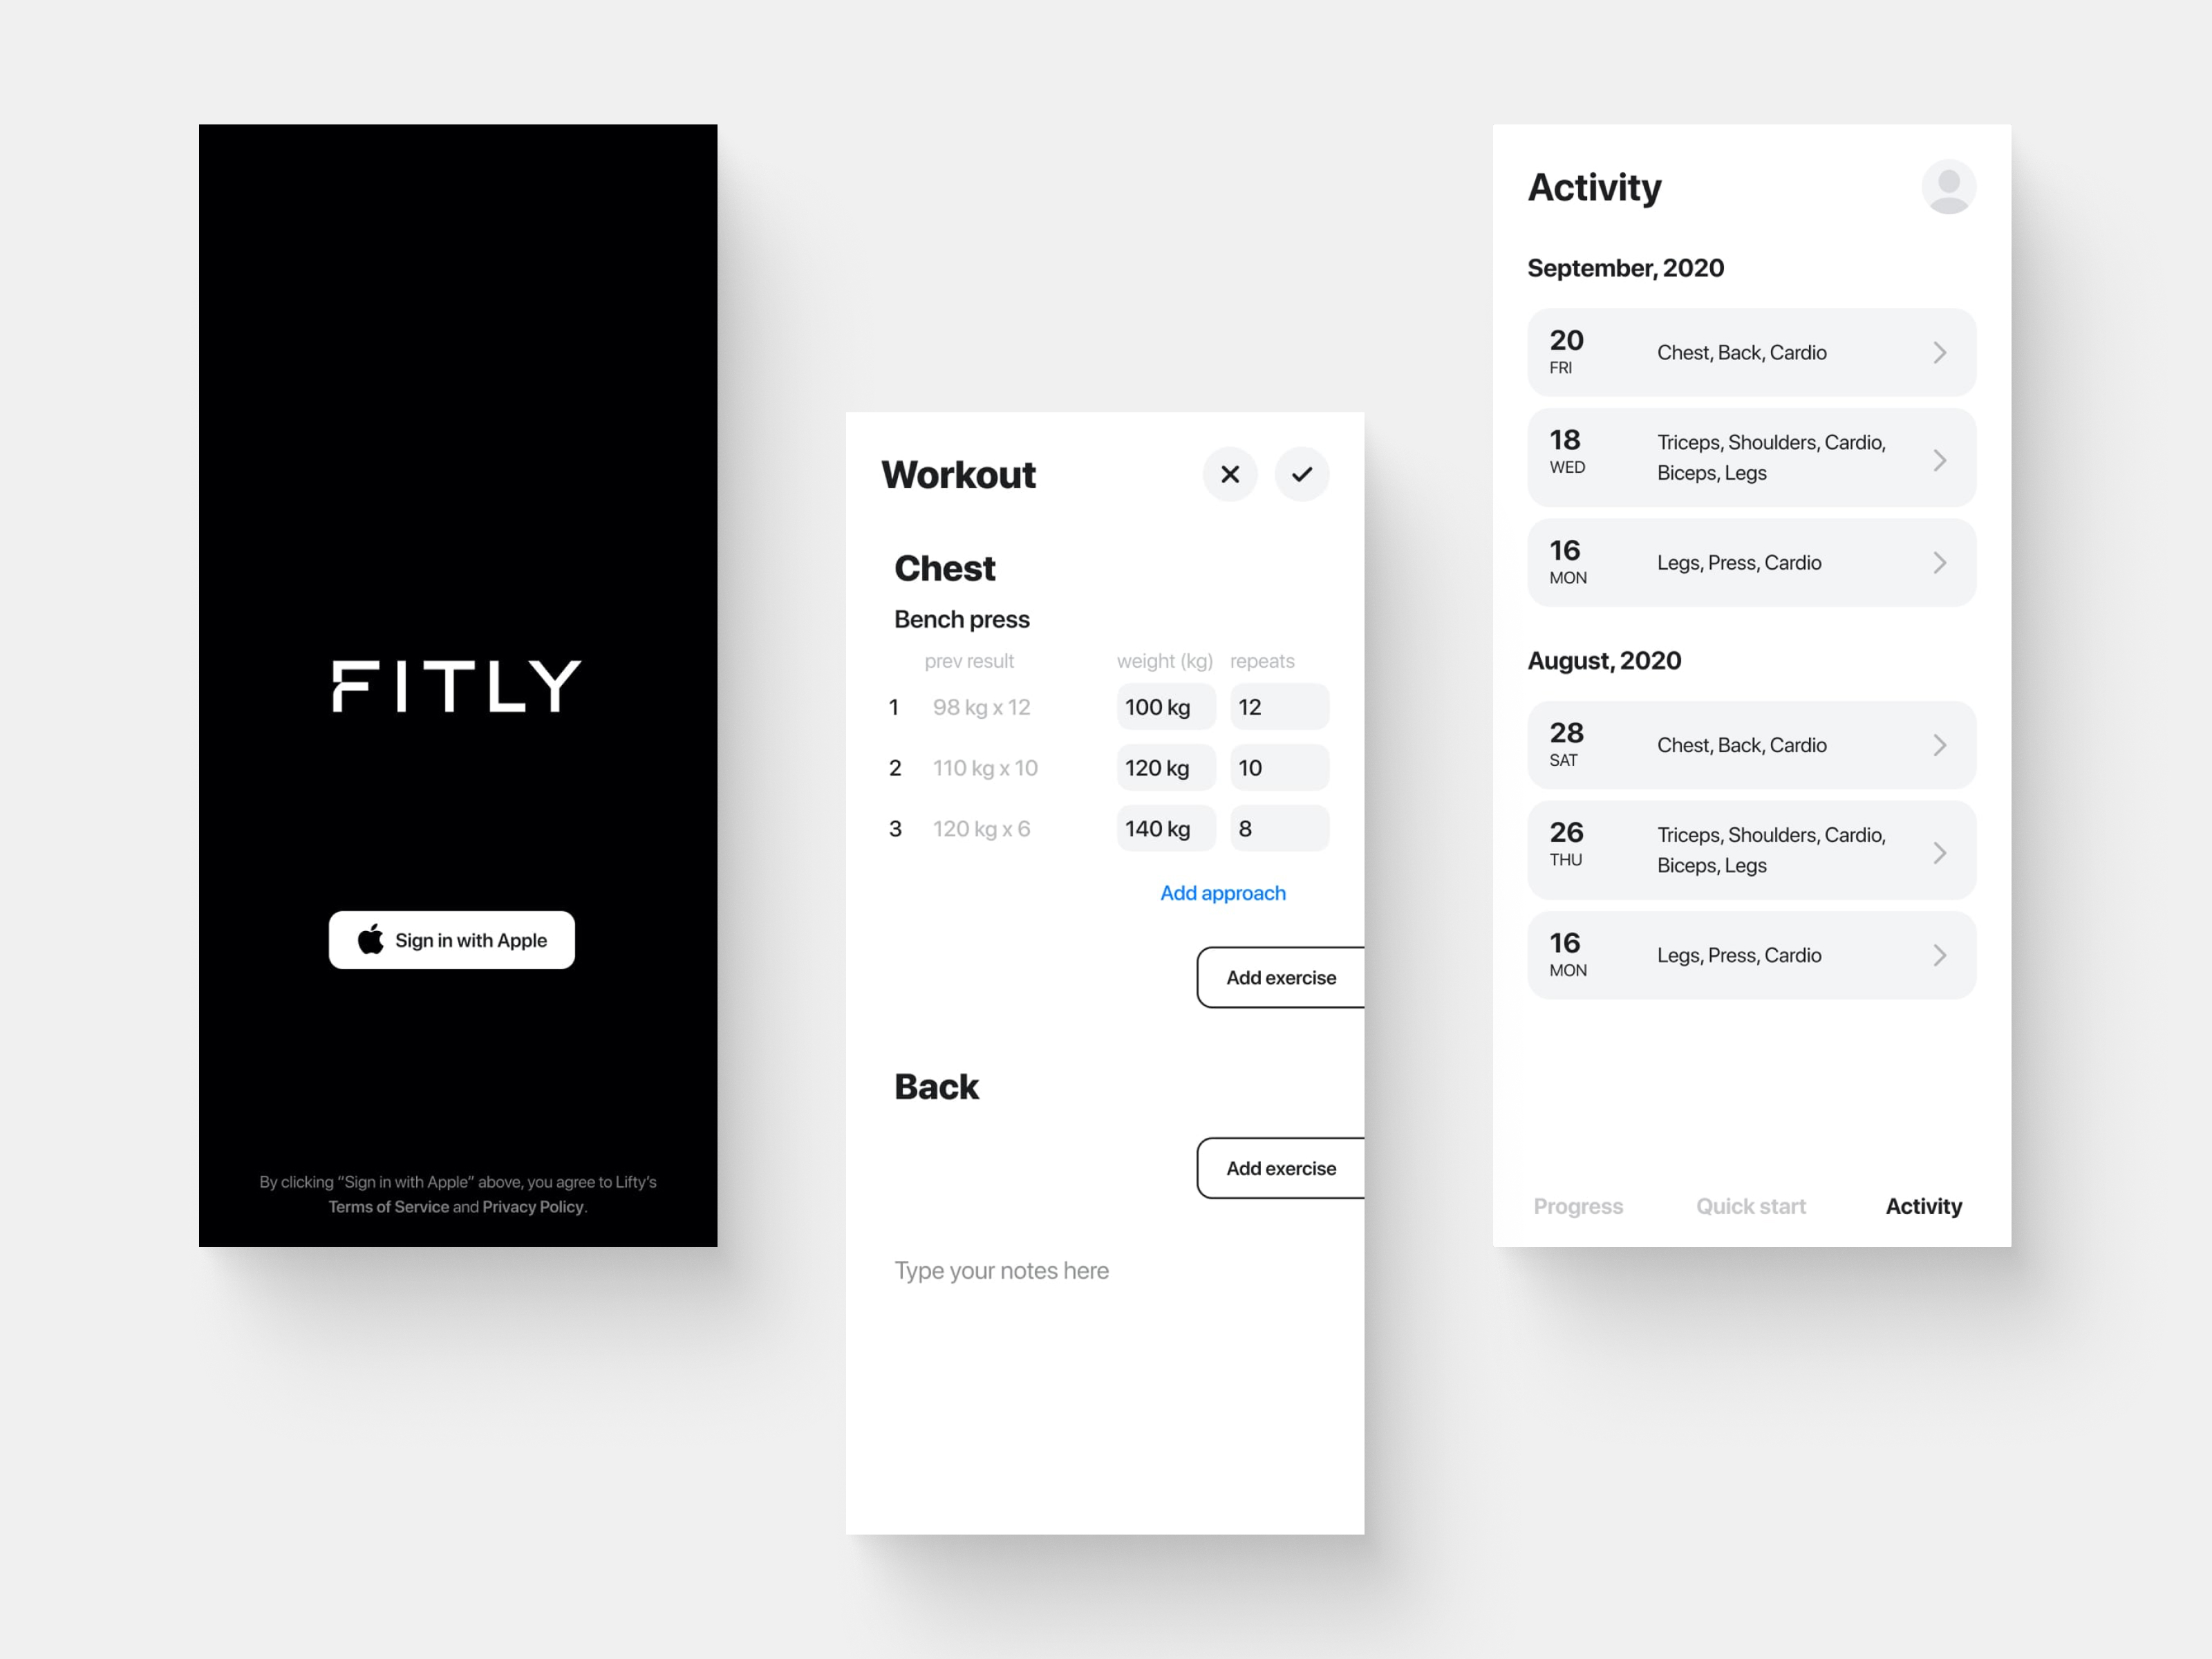 FITLY
Sign in with Apple
By clicking “Sign in with Apple” above, you agree to Lifty’s
Terms of Service and Privacy Policy.
Workout
Chest
Bench press
prev result weight (kg) repeats
1 98 kg x 12 100 kg 12
2 110 kg x 10 120 kg 10
3 120 kg x 6 140 kg 8
Add approach
Add exercise
Back
Add exercise
Type your notes here
Activity
September, 2020
20
FRI
Chest, Back, Cardio
18
WED
Triceps, Shoulders, Cardio,
Biceps, Legs
16
MON
Legs, Press, Cardio
August, 2020
28
SAT
Chest, Back, Cardio
26
THU
Triceps, Shoulders, Cardio,
Biceps, Legs
16
MON
Legs, Press, Cardio
Progress Quick start Activity